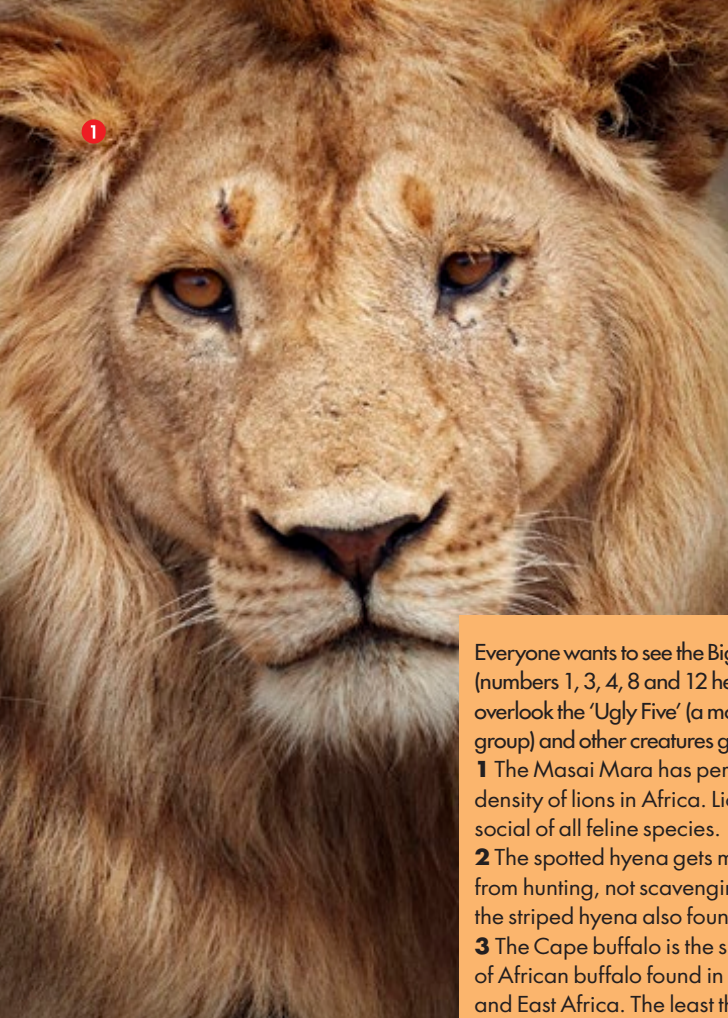 1
Everyone wants to see the Big
(numbers 1, 3, 4, 8 and 12
overlook the ‘Ugly Five’ (a
group) and other creatures
1 The Masai Mara has
density of lions in Africa.
social of all feline species.
2 The spotted hyena gets
from hunting, not
the striped hyena also
3 The Cape buffalo is the
of African buffalo found in
and East Africa. The least